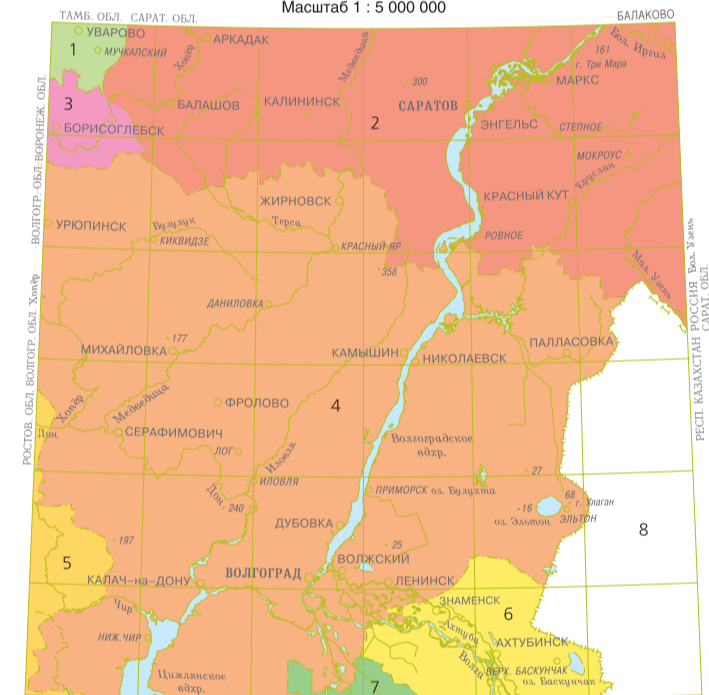 Масштаб 1 : 5 000 000
ТАМБ. ОБЛ. САРАТ. ОБЛ.
БАЛАКОВО
УВАРОВО
АРКАДАК
1
МУЧКАПСКИЙ
Хопёр
Медведица
161
Бол. Иргиз
г. Три Мара
МАРКС
300
3
БАЛАШОВ
КАЛИНИНСК
САРАТОВ
2
ЭНГЕЛЬС
СТЕПНОЕ
БОРИСОГЛЕБСК
МОКРОУС
Еруслан
ВОЛГОГР. ОБЛ. ВОРОНЕЖ. ОБЛ.
ЖИРНОВСК
КРАСНЫЙ КУТ
УРЮПИНСК
Бузулук
Терса
КИКВИДЗЕ
КРАСНЫЙ ЯР
РОВНОЕ
358
Мал. Узень
Бол. Узень
Хопёр
ДАНИЛОВКА
177
МИХАЙЛОВКА
КАМЫШИН
НИКОЛАЕВСК
ПАЛЛАСОВКА
РЕСП. КАЗАХСТАН РОССИЯ
САРАТ. ОБЛ.
РОСТОВ. ОБЛ. ВОЛГОГР. ОБЛ.
Хопёр
Медведица
ФРОЛОВО
4
Дон
СЕРАФИМОВИЧ
Волгоградское
вдхр.
ЛОГ
Иловля
ИЛОВЛЯ
27
Дон
240
ПРИМОРСК
оз. Булухта
68
г. Улаган
-16
оз. Эльтон
ЭЛЬТОН
ДУБОВКА
8
197
25
5
ВОЛЖСКИЙ
КАЛАЧ-на-ДОНУ
ВОЛГОГРАД
ЛЕНИНСК
Чир
ЗНАМЕНСК
6
НИЖ. ЧИР
Ахтуба
АХТУБИНСК
Волга
Цимлянское
вдхр.
ВЕРХ. БАСКУНЧАК
оз. Баскунчак
7